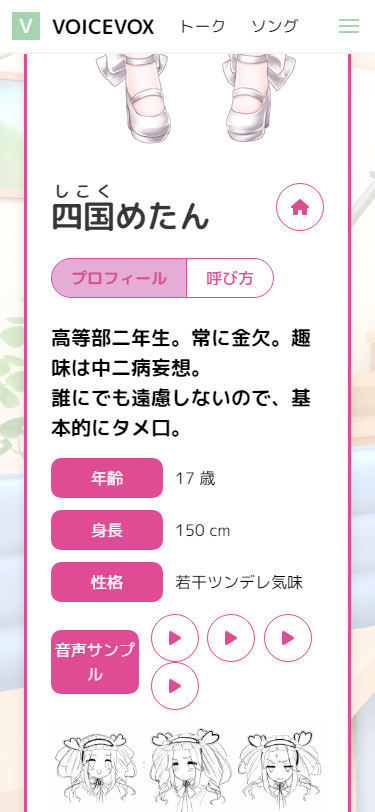 V VOICEVOX トーク ソング
しこく
四国めたん
プロフィール 呼び方
高等部二年生。常に金欠。趣
味は中二病妄想。
誰にでも遠慮しないので、基
本的にタメ口。
年齢 17 歳
身長 150 cm
性格 若干ツンデレ気味
音声サンプ
ル